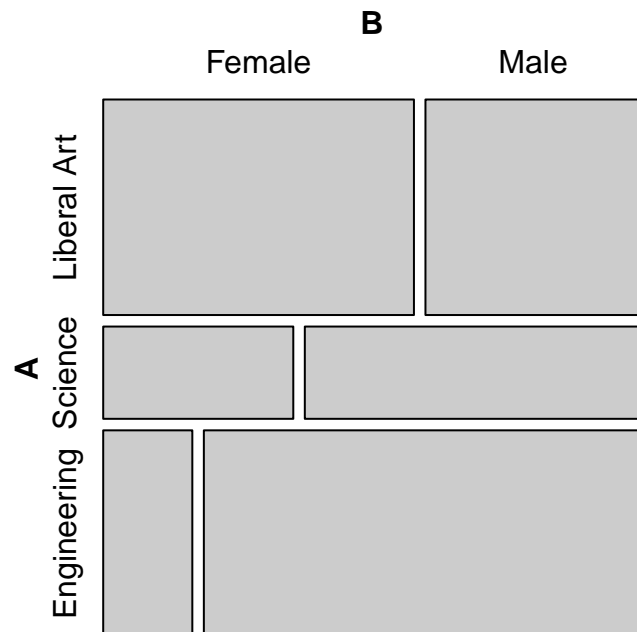 B
Female Male
A
Liberal Art
Science
Engineering